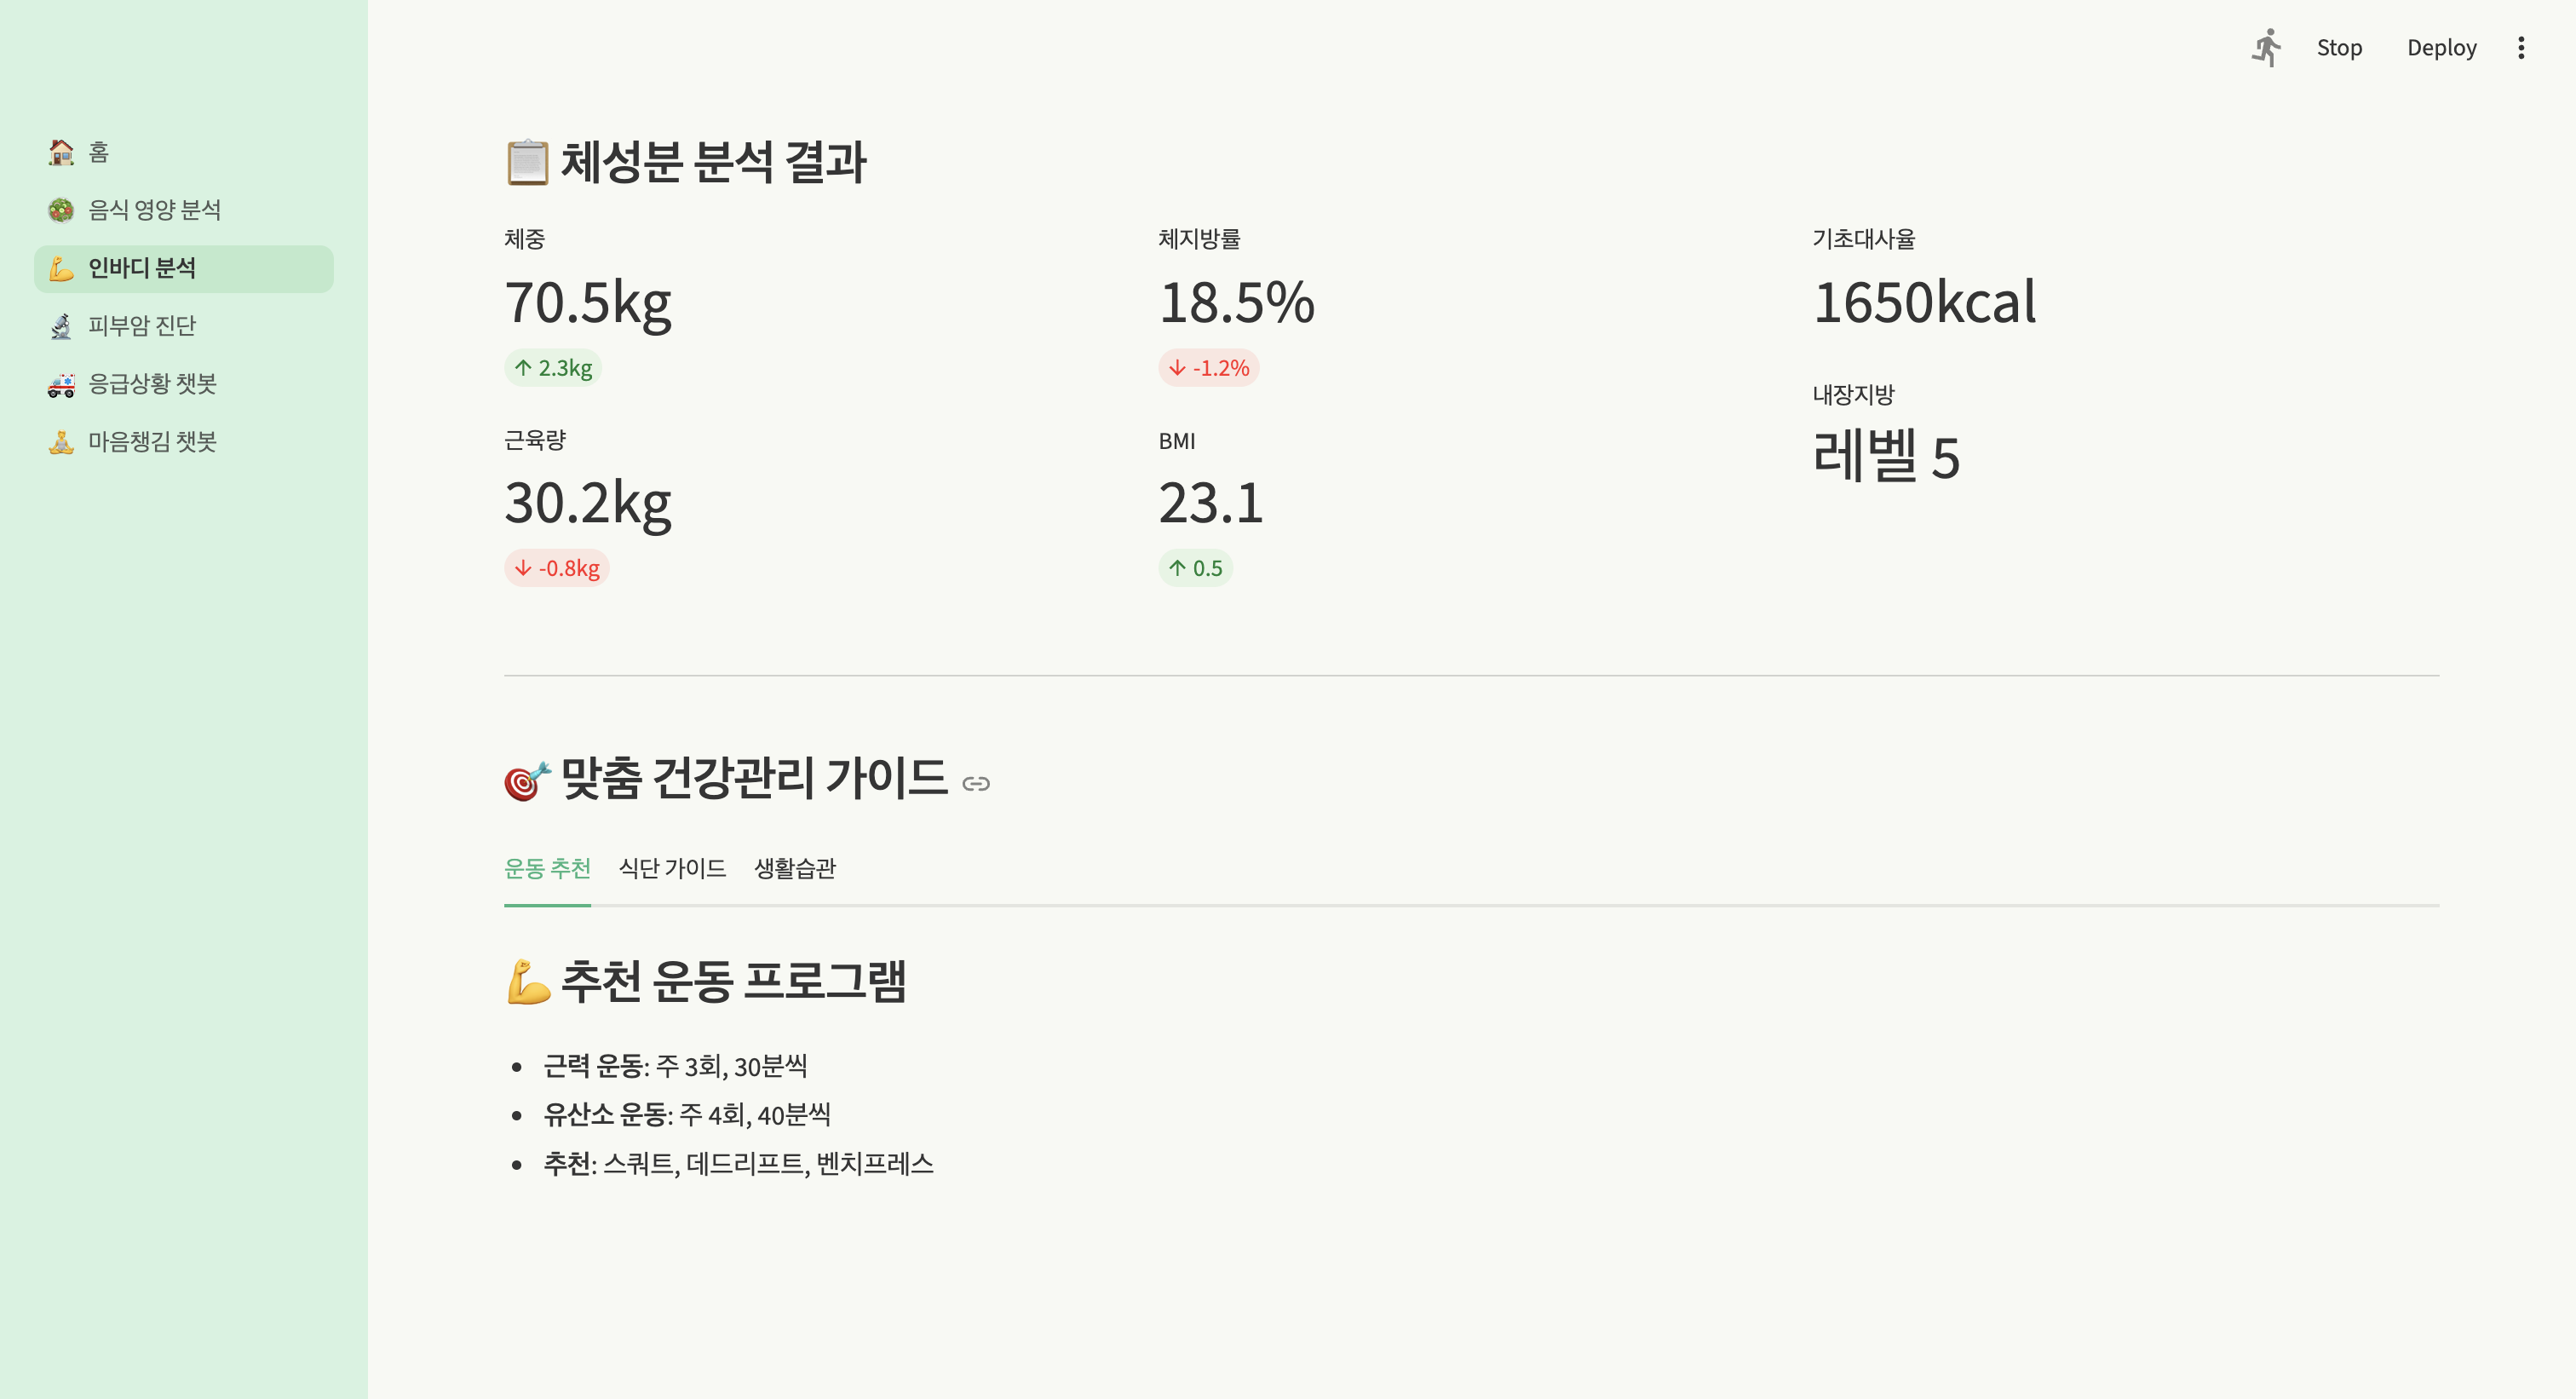 Stop
Deploy
홈
음식 영양 분석
인바디 분석
피부암 진단
응급상황 챗봇
마음챙김 챗봇
체성분 분석 결과
체중
70.5kg
↑ 2.3kg
근육량
30.2kg
↓ -0.8kg
체지방률
18.5%
↓ -1.2%
BMI
23.1
↑ 0.5
기초대사율
1650kcal
내장지방
레벨 5
맞춤 건강관리 가이드
운동 추천
식단 가이드
생활습관
추천 운동 프로그램
• 근력 운동: 주 3회, 30분씩
• 유산소 운동: 주 4회, 40분씩
• 추천: 스쿼트, 데드리프트, 벤치프레스